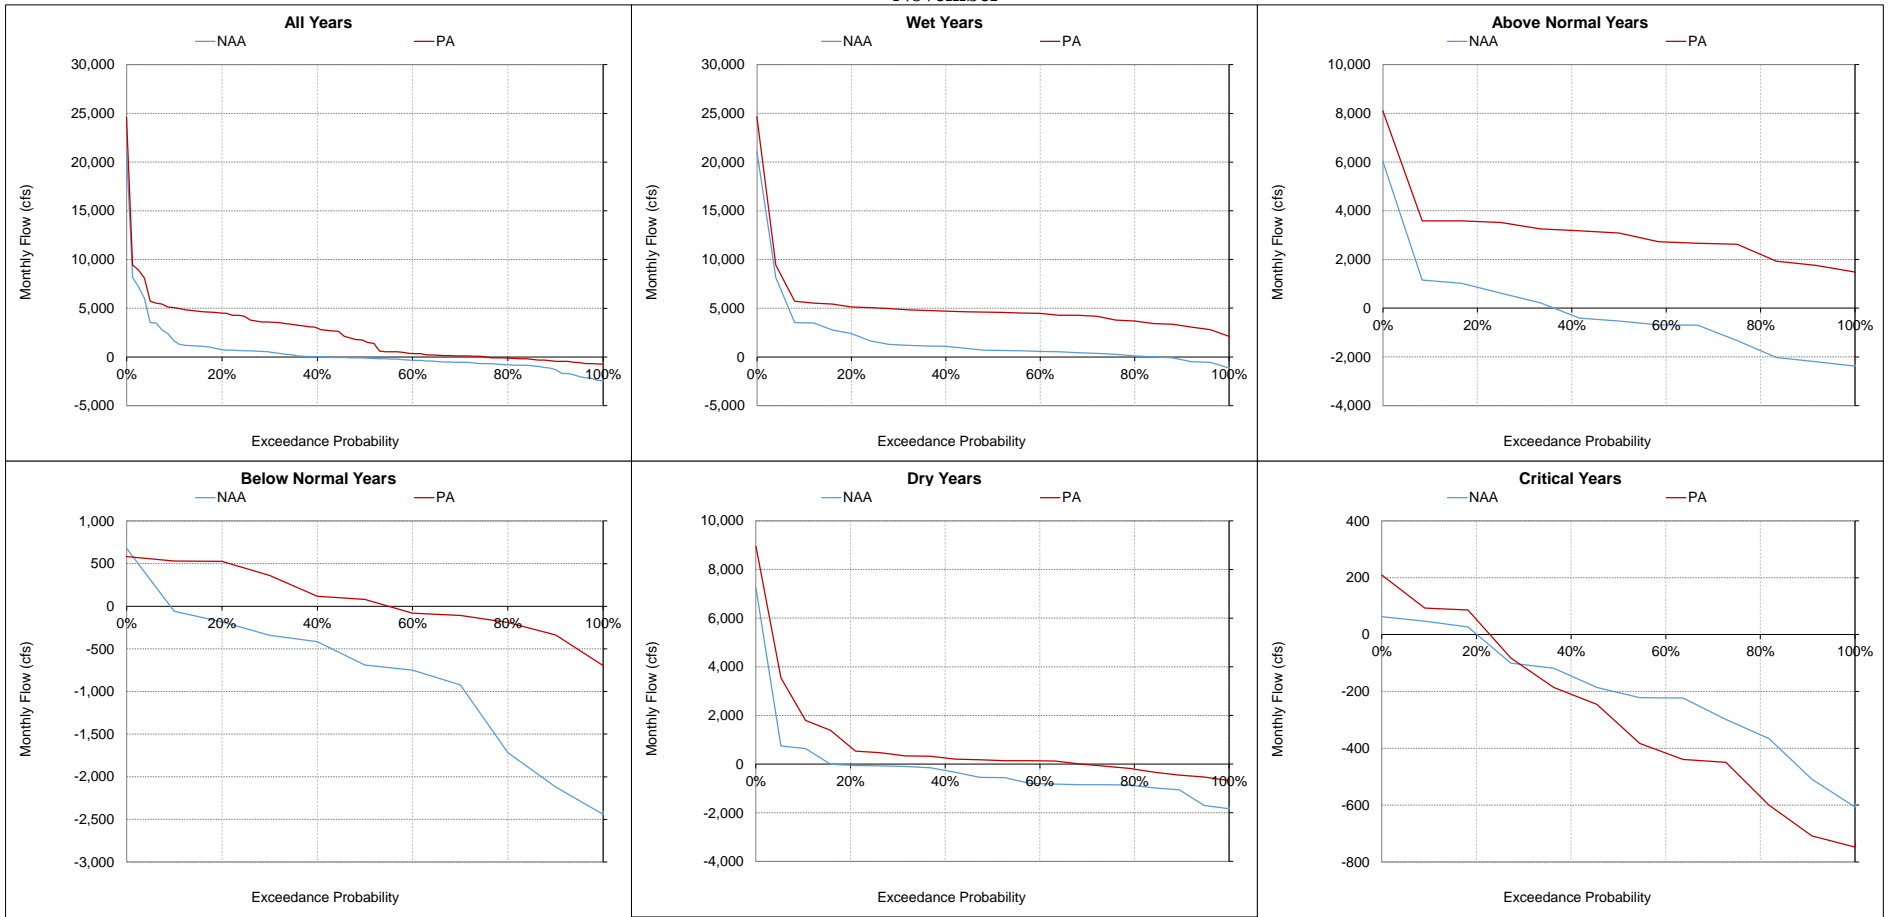 All Years
NAA PA
30,000
25,000
20,000
15,000
10,000
5,000
0
-5,000
0% 20% 40% 60% 80% 100%
Monthly Flow (cfs)
Exceedance Probability
Wet Years
NAA PA
30,000
25,000
20,000
15,000
10,000
5,000
0
-5,000
0% 20% 40% 60% 80% 100%
Monthly Flow (cfs)
Exceedance Probability
Above Normal Years
NAA PA
10,000
8,000
6,000
4,000
2,000
0
-2,000
-4,000
0% 20% 40% 60% 80% 100%
Monthly Flow (cfs)
Exceedance Probability
Below Normal Years
NAA PA
1,000
500
0
-500
-1,000
-1,500
-2,000
-2,500
-3,000
0% 20% 40% 60% 80% 100%
Monthly Flow (cfs)
Exceedance Probability
Dry Years
NAA PA
10,000
8,000
6,000
4,000
2,000
0
-2,000
-4,000
0% 20% 40% 60% 80% 100%
Monthly Flow (cfs)
Exceedance Probability
Critical Years
NAA PA
400
200
0
-200
-400
-600
-800
0% 20% 40% 60% 80% 100%
Monthly Flow (cfs)
Exceedance Probability